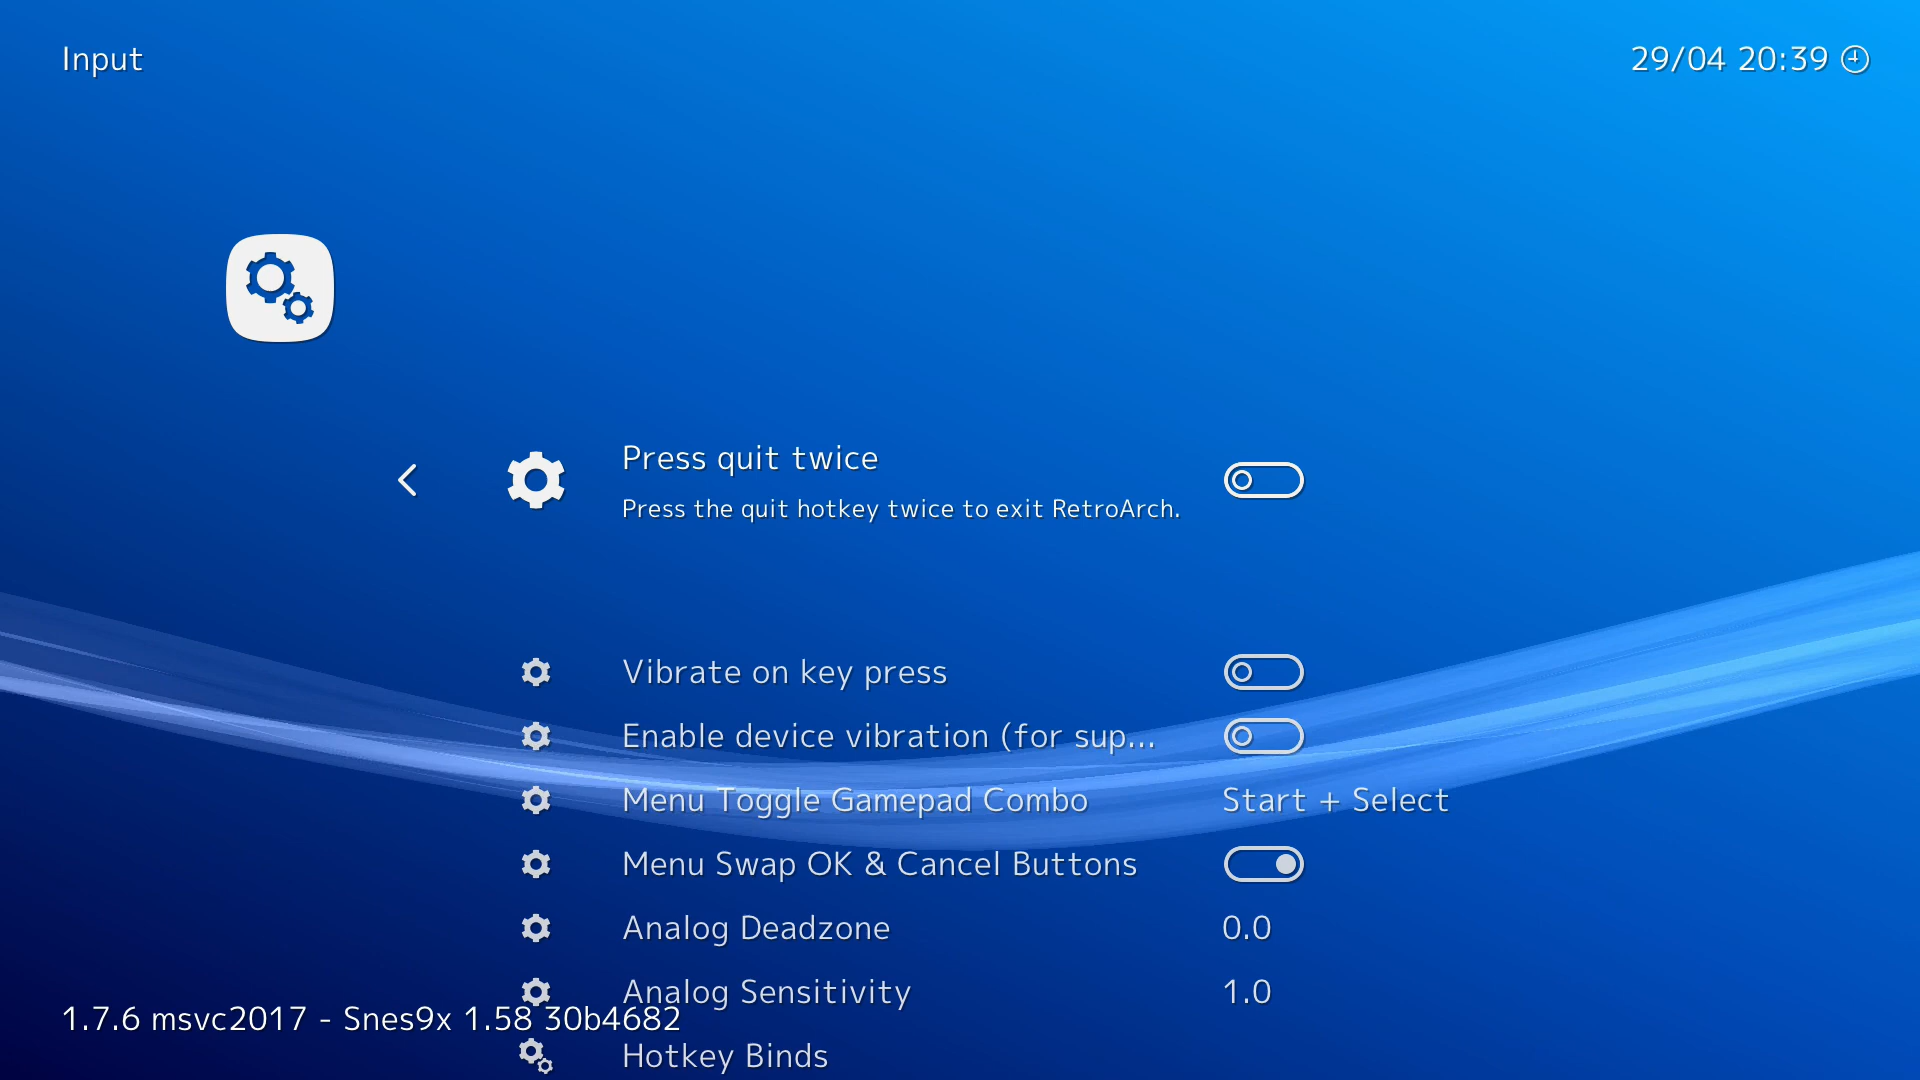 Input
29/04 20:39
Press quit twice
Press the quit hotkey twice to exit RetroArch.
Vibrate on key press
Enable device vibration (for sup...
Menu Toggle Gamepad Combo Start + Select
Menu Swap OK & Cancel Buttons
Analog Deadzone 0.0
Analog Sensitivity 1.0
1.7.6 msvc2017 - Snes9x 1.58 30b4682
Hotkey Binds